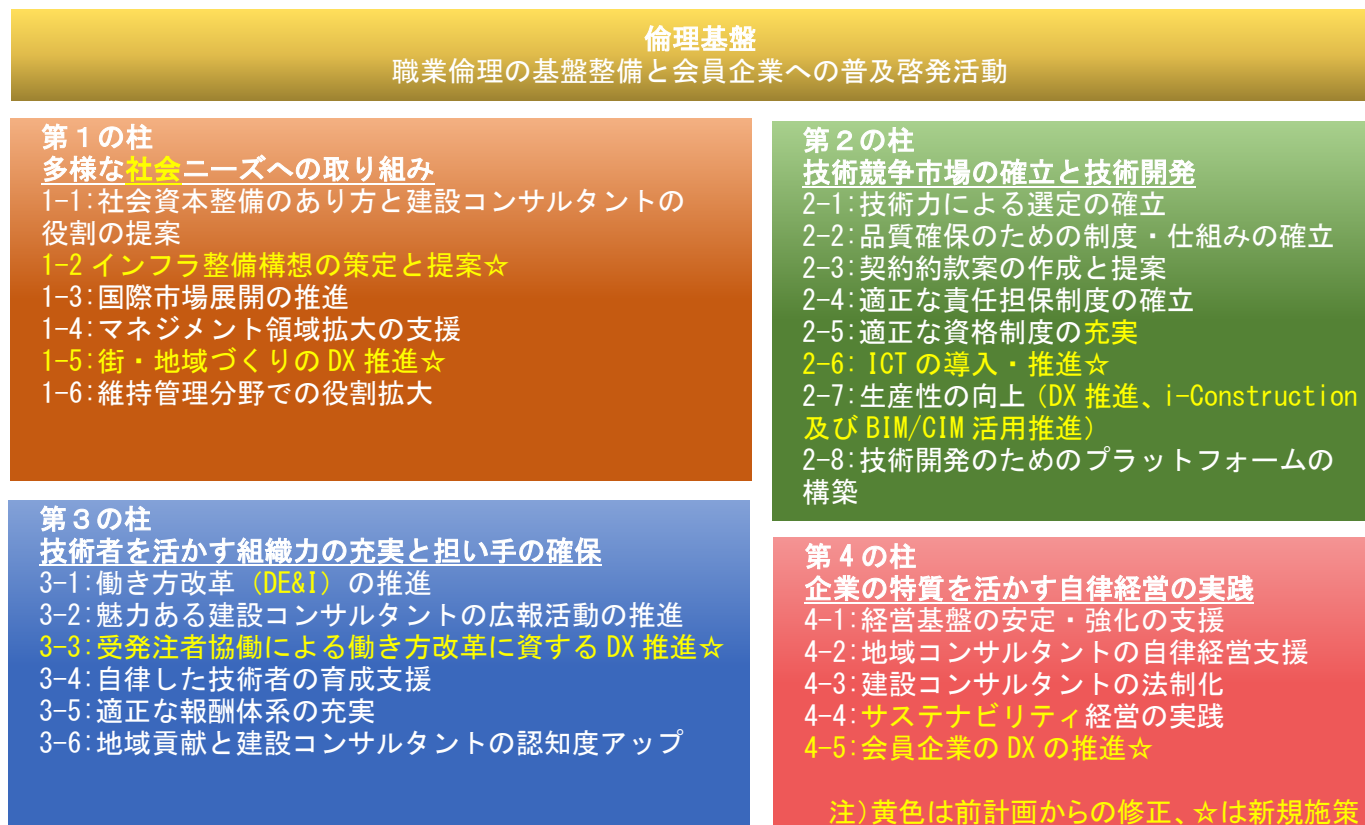 倫理基盤
職業倫理の基盤整備と会員企業への普及啓発活動
第1の柱
多様な社会ニーズへの取り組み
1-1:社会資本整備のあり方と建設コンサルタントの
役割の提案
1-2 インフラ整備構想の策定と提案☆
1-3:国際市場展開の推進
1-4:マネジメント領域拡大の支援
1-5:街・地域づくりの DX 推進☆
1-6:維持管理分野での役割拡大
第2の柱
技術競争市場の確立と技術開発
2-1:技術力による選定の確立
2-2:品質確保のための制度・仕組みの確立
2-3:契約約款案の作成と提案
2-4:適正な責任担保制度の確立
2-5:適正な資格制度の充実
2-6: ICT の導入・推進☆
2-7:生産性の向上(DX 推進、i-Construction
及び BIM/CIM 活用推進)
2-8:技術開発のためのプラットフォームの
構築
第3の柱
技術者を活かす組織力の充実と担い手の確保
3-1:働き方改革(DE&I)の推進
3-2:魅力ある建設コンサルタントの広報活動の推進
3-3:受発注者協働による働き方改革に資する DX 推進☆
3-4:自律した技術者の育成支援
3-5:適正な報酬体系の充実
3-6:地域貢献と建設コンサルタントの認知度アップ
第4の柱
企業の特質を活かす自律経営の実践
4-1:経営基盤の安定・強化の支援
4-2:地域コンサルタントの自律経営支援
4-3:建設コンサルタントの法制化
4-4:サステナビリティ経営の実践
4-5:会員企業の DX の推進☆
注)黄色は前計画からの修正、☆は新規施策